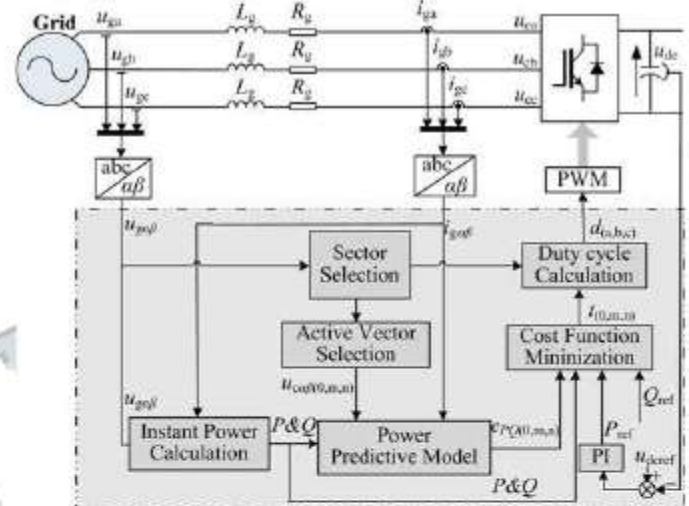 Grid
u_ga
L_g
R_g
i_ga
u_ca
u_gb
L_g
R_g
i_gb
u_cb
u_dc
u_gc
L_g
R_g
i_gc
u_cc
abc
αβ
abc
αβ
PWM
u_gαβ
i_gαβ
d_(a,b,c)
Sector
Selection
Duty cycle
Calculation
t_(0,m,n)
Active Vector
Selection
Cost Function
Mininization
u_cαβ(0,m,n)
Q_ref
u_gαβ
Instant Power
Calculation
P&Q
Power
Predictive Model
e_PQ(0,m,n)
P_ref
PI
u_dcref
P&Q